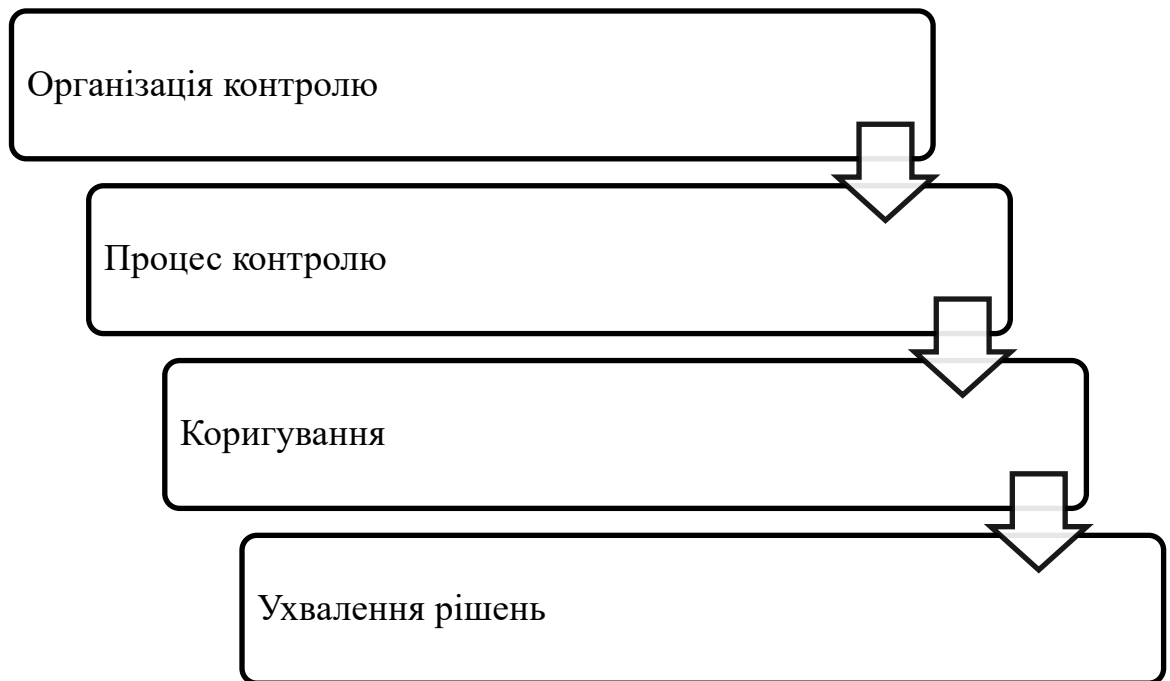 Організація контролю
Процес контролю
Коригування
Ухвалення рішень